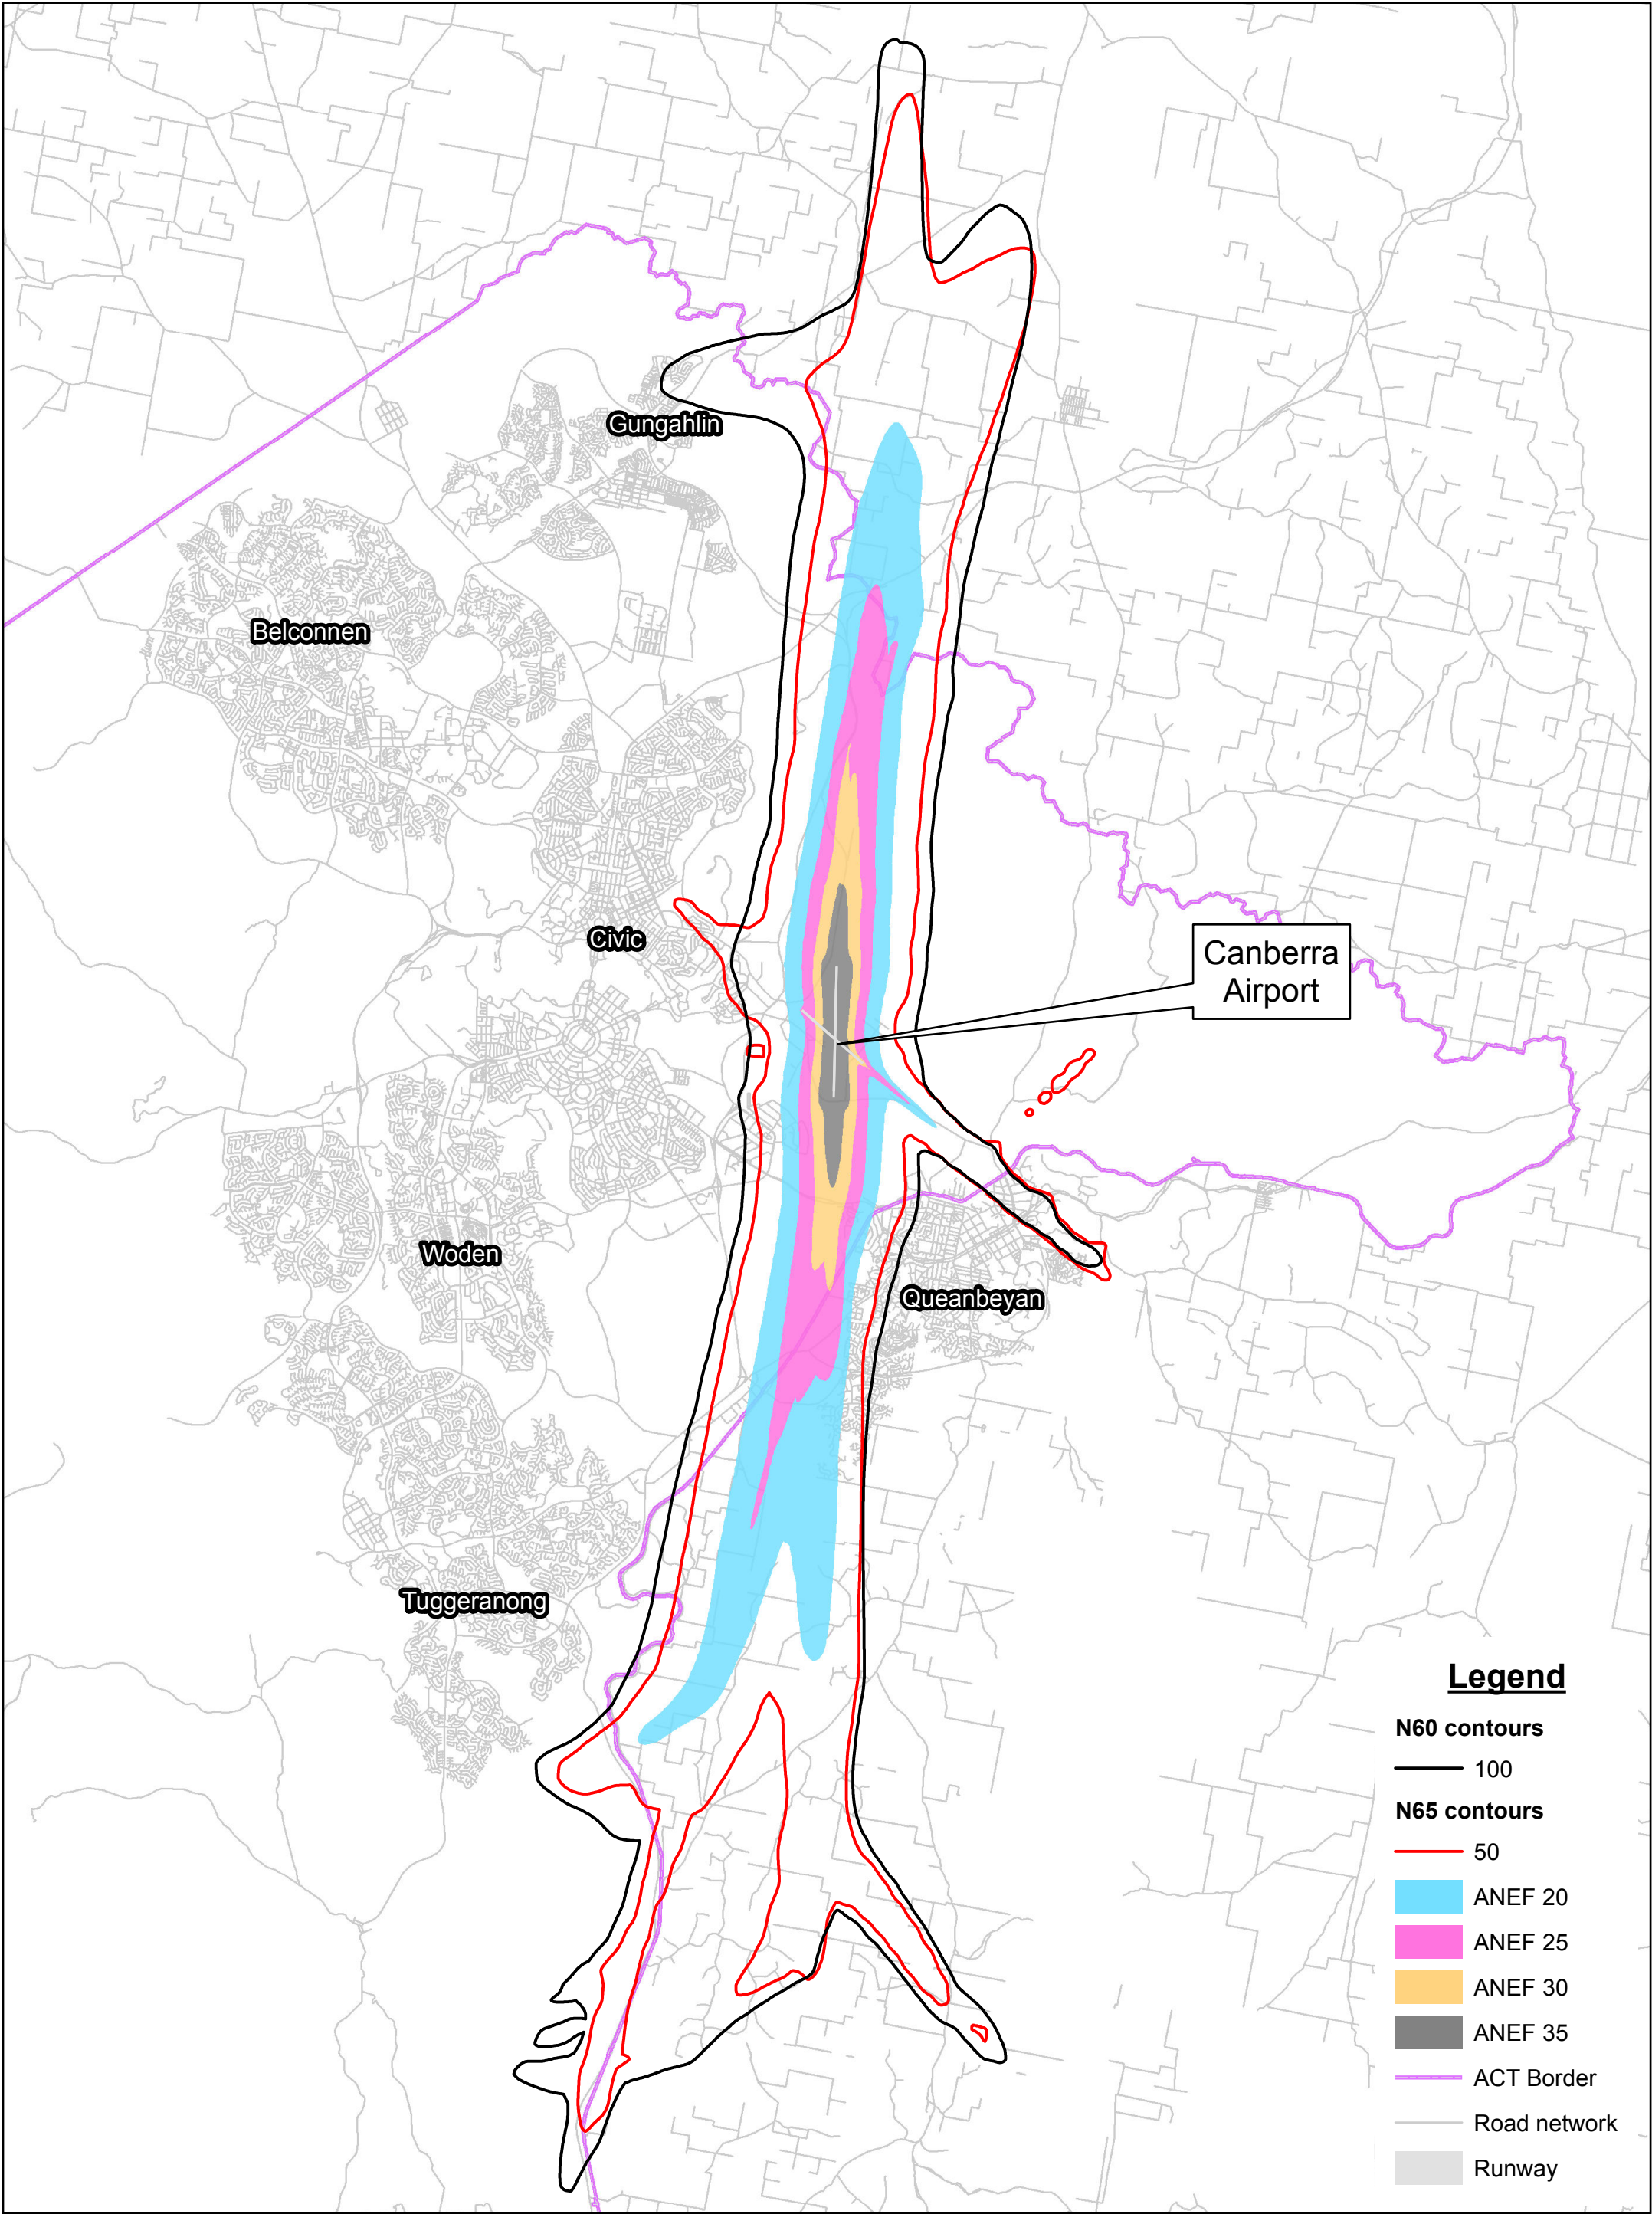 Gungahlin
Belconnen
Civic
Canberra
Airport
Woden
Queanbeyan
Tuggeranong
Legend
N60 contours
100
N65 contours
50
ANEF 20
ANEF 25
ANEF 30
ANEF 35
ACT Border
Road network
Runway